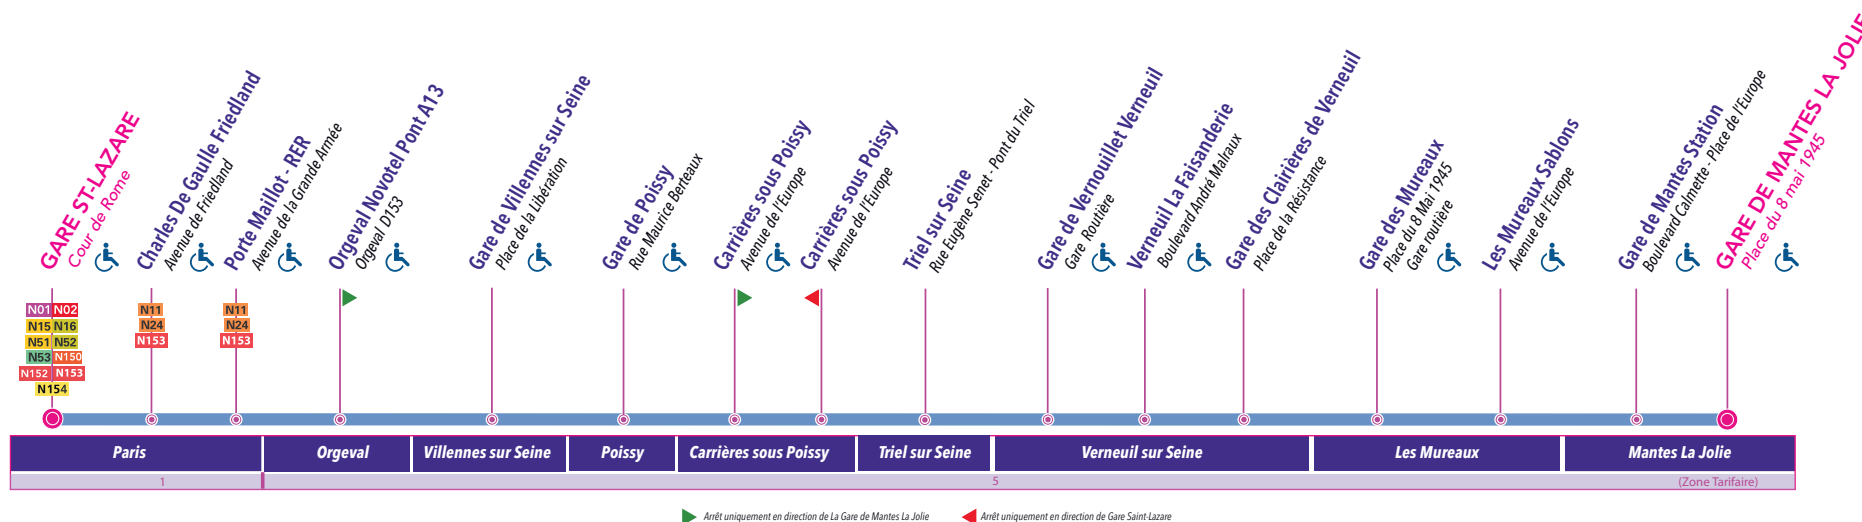 GARE ST-LAZARE
Cour de Rome
Charles De Gaulle Friedland
Avenue de Friedland
Porte Maillot - RER
Avenue de la Grande Armée
Orgeval Novotel Pont A13
Orgeval D153
Gare de Villennes sur Seine
Place de la Libération
Gare de Poissy
Rue Maurice Berteaux
Carrières sous Poissy
Avenue de l'Europe
Carrières sous Poissy
Avenue de l'Europe
Triel sur Seine
Rue Eugène Senet - Pont du Triel
Gare de Vernouillet Verneuil
Gare Routière
Verneuil La Faisanderie
Boulevard André Malraux
Gare des Clairières de Verneuil
Place de la Résistance
Gare des Mureaux
Place du 8 Mai 1945
Gare routière
Les Mureaux Sablons
Avenue de l'Europe
Gare de Mantes Station
Boulevard Calmette - Place de l'Europe
GARE DE MANTES LA JOLIE
Place du 8 mai 1945
N01 N02
N15 N16
N51 N52
N53 N150
N152 N153
N154
N11
N24
N153
N11
N24
N153
Paris
Orgeval
Villennes sur Seine
Poissy
Carrières sous Poissy
Triel sur Seine
Verneuil sur Seine
Les Mureaux
Mantes La Jolie
1
5
(Zone Tarifaire)
Arrêt uniquement en direction de La Gare de Mantes La Jolie
Arrêt uniquement en direction de Gare Saint-Lazare